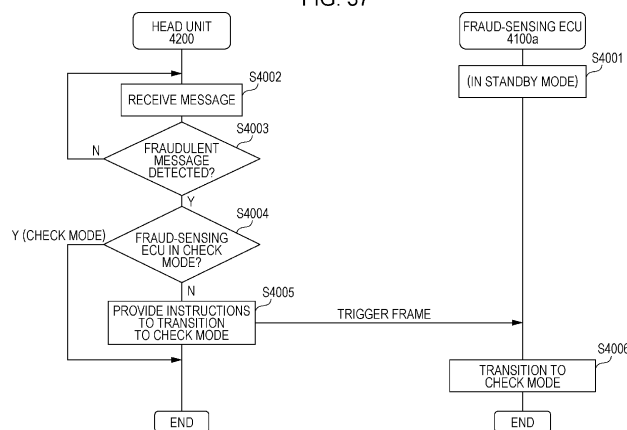 FIG. 37
HEAD UNIT
4200
FRAUD-SENSING ECU
4100a
S4001
(IN STANDBY MODE)
S4002
RECEIVE MESSAGE
S4003
N
FRAUDULENT
MESSAGE
DETECTED?
Y
S4004
Y (CHECK MODE)
FRAUD-SENSING
ECU IN CHECK
MODE?
N
S4005
PROVIDE INSTRUCTIONS
TO TRANSITION
TO CHECK MODE
TRIGGER FRAME
S4006
TRANSITION TO
CHECK MODE
END
END